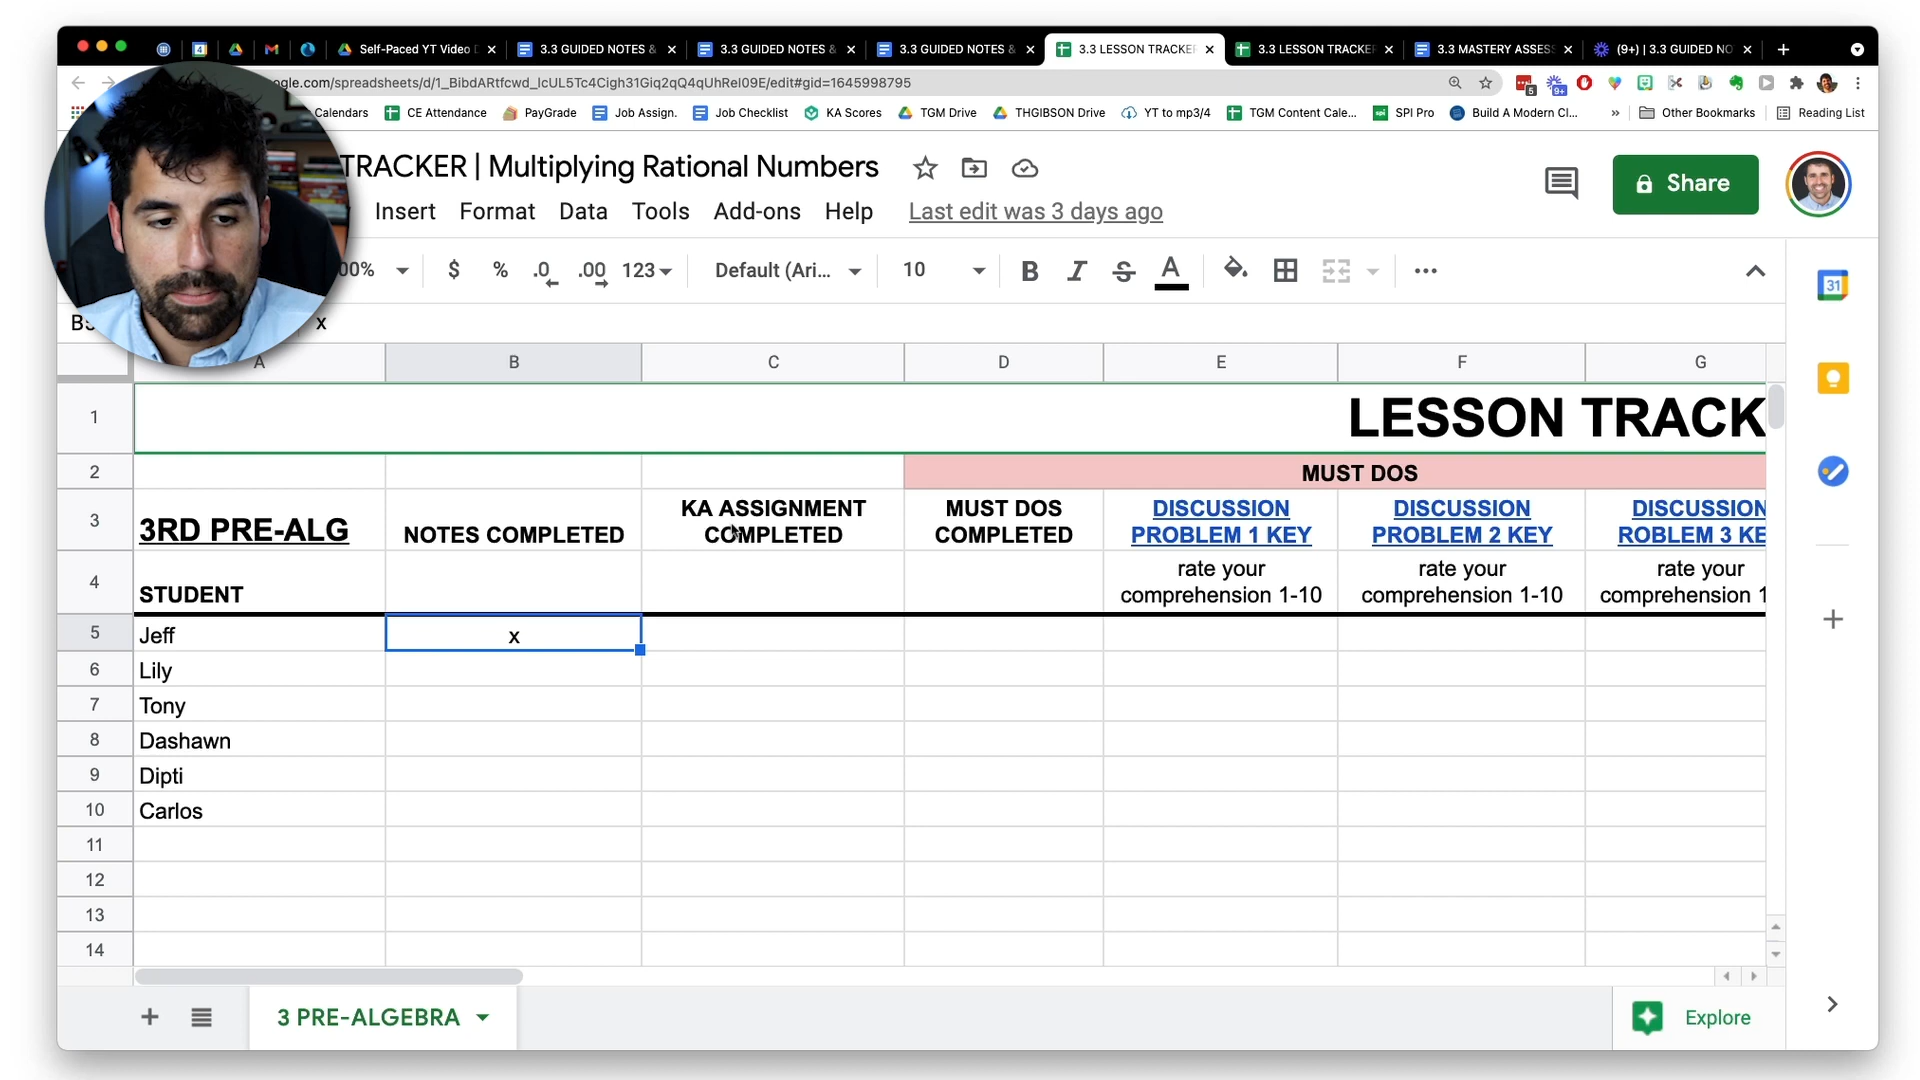 Self-Paced YT Video
3.3 GUIDED NOTES &
3.3 GUIDED NOTES &
3.3 GUIDED NOTES &
3.3 LESSON TRACKER
3.3 LESSON TRACKER
3.3 MASTERY ASSES
(9+) | 3.3 GUIDED NO
ogle.com/spreadsheets/d/1_BibdARtfcwd_lcUL5Tc4Cigh31Giq2qQ4qUhRel09E/edit#gid=1645998795
Calendars
CE Attendance
PayGrade
Job Assign.
Job Checklist
KA Scores
TGM Drive
THGIBSON Drive
YT to mp3/4
TGM Content Cale...
SPI Pro
Build A Modern Cl...
»
Other Bookmarks
Reading List
TRACKER | Multiplying Rational Numbers
Share
Insert Format Data Tools Add-ons Help Last edit was 3 days ago
00% $ % .0 .00 123 Default (Ari... 10 B I S A
x
A B C D E F G
1 LESSON TRACK
2 MUST DOS
3 3RD PRE-ALG NOTES COMPLETED KA ASSIGNMENT COMPLETED MUST DOS COMPLETED DISCUSSION PROBLEM 1 KEY DISCUSSION PROBLEM 2 KEY DISCUSSION ROBLEM 3 KE
4 STUDENT rate your comprehension 1-10 rate your comprehension 1-10 rate your comprehension 1
5 Jeff x
6 Lily
7 Tony
8 Dashawn
9 Dipti
10 Carlos
11
12
13
14
3 PRE-ALGEBRA
Explore